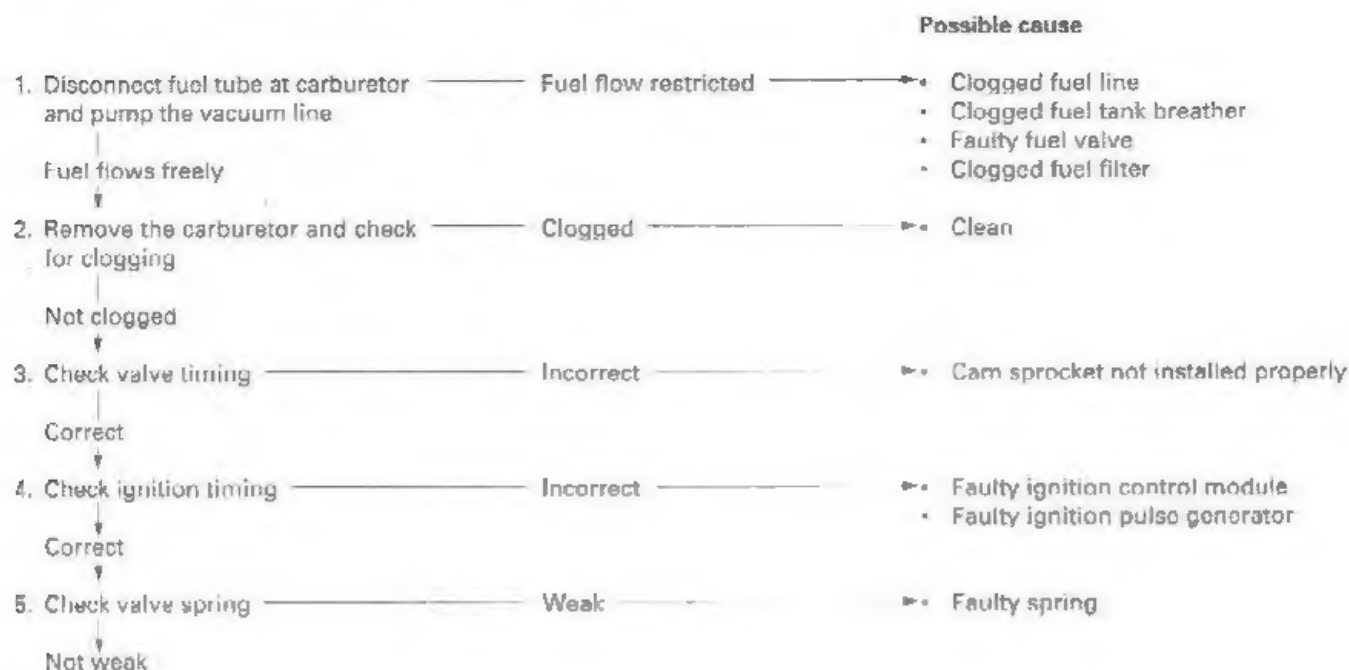 Possible cause
1. Disconnect fuel tube at carburetor
and pump the vacuum line
Fuel flow restricted
• Clogged fuel line
• Clogged fuel tank breather
• Faulty fuel valve
• Clogged fuel filter
Fuel flows freely
2. Remove the carburetor and check
for clogging
Clogged
• Clean
Not clogged
3. Check valve timing
Incorrect
• Cam sprocket not installed properly
Correct
4. Check ignition timing
Incorrect
• Faulty ignition control module
• Faulty ignition pulse generator
Correct
5. Check valve spring
Weak
• Faulty spring
Not weak